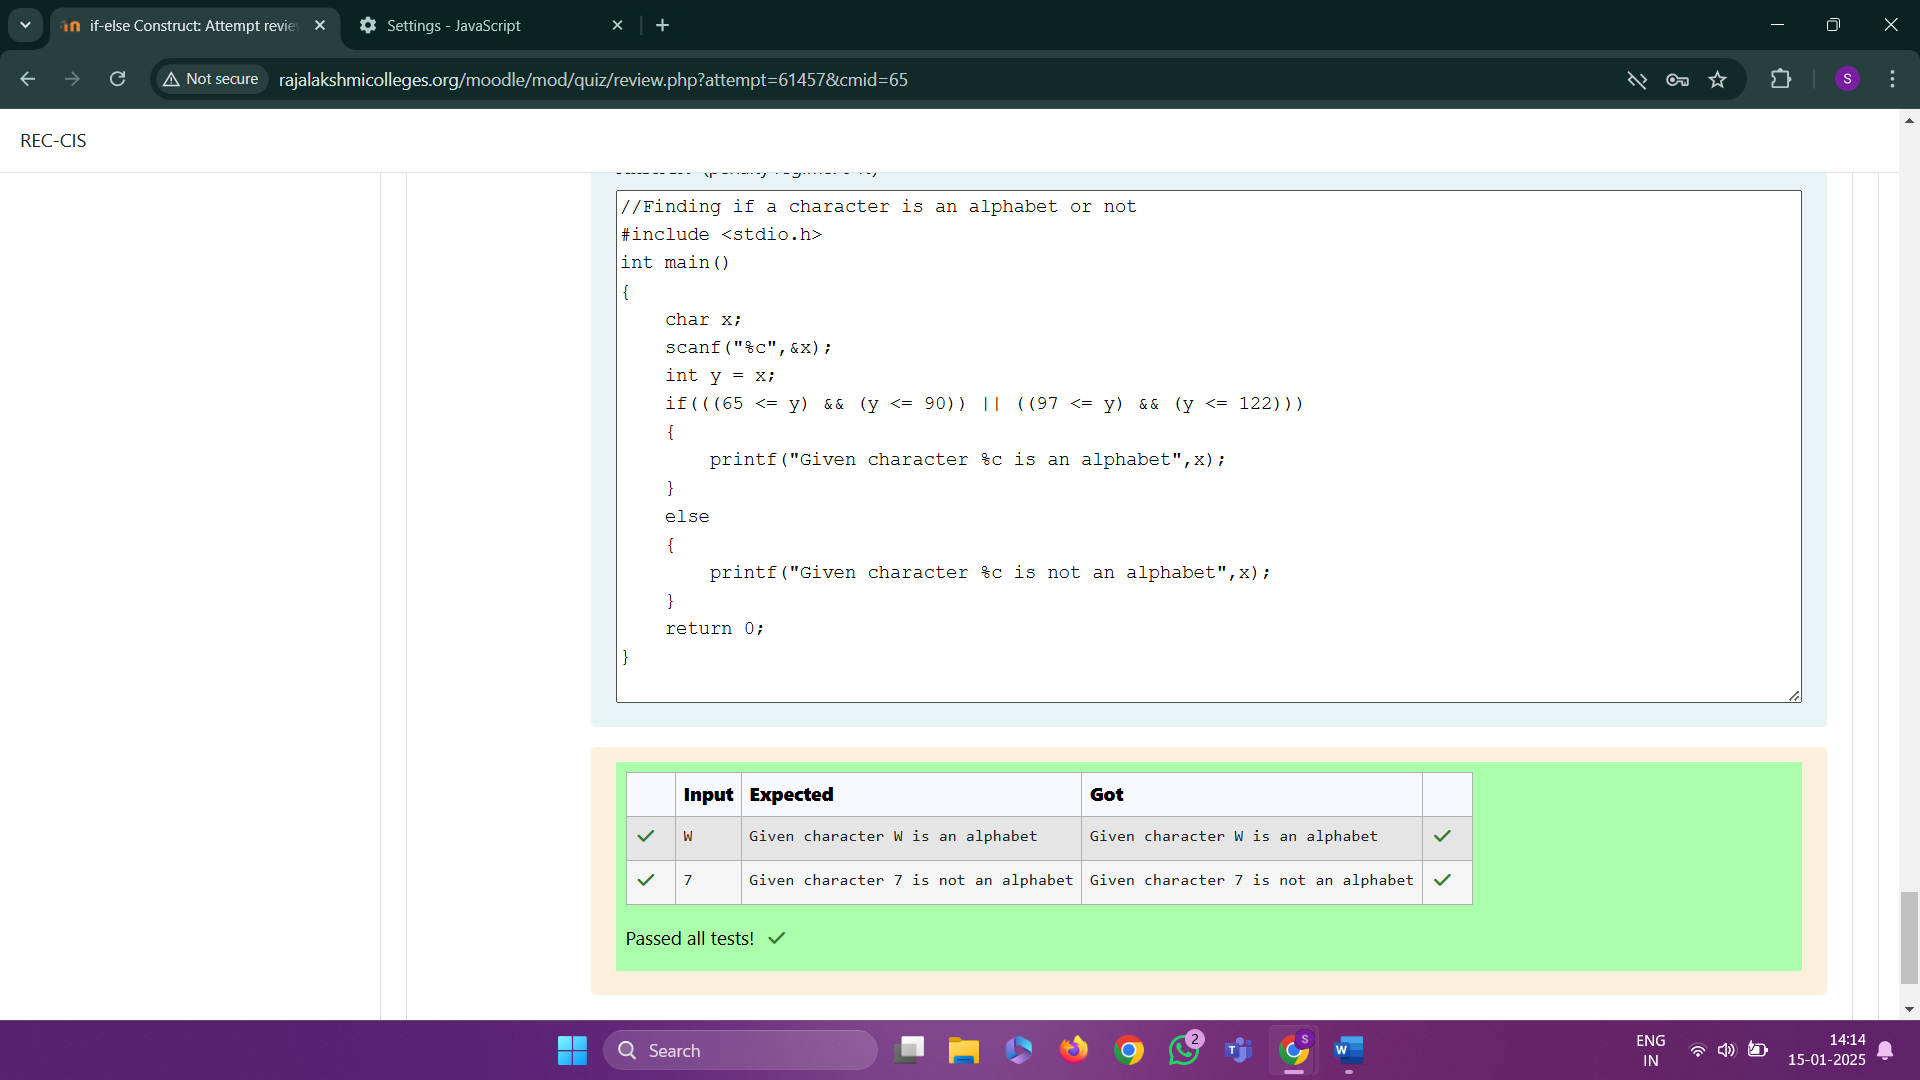 if-else Construct: Attempt revie
Settings - JavaScript
Not secure
rajalakshmicolleges.org/moodle/mod/quiz/review.php?attempt=61457&cmid=65
S
REC-CIS
//Finding if a character is an alphabet or not
#include <stdio.h>
int main()
{
    char x;
    scanf("%c",&x);
    int y = x;
    if(((65 <= y) && (y <= 90)) || ((97 <= y) && (y <= 122)))
    {
        printf("Given character %c is an alphabet",x);
    }
    else
    {
        printf("Given character %c is not an alphabet",x);
    }
    return 0;
}
Input Expected Got
W Given character W is an alphabet Given character W is an alphabet
7 Given character 7 is not an alphabet Given character 7 is not an alphabet
Passed all tests!
Search
2
T
S
W
ENG
IN
14:14
15-01-2025